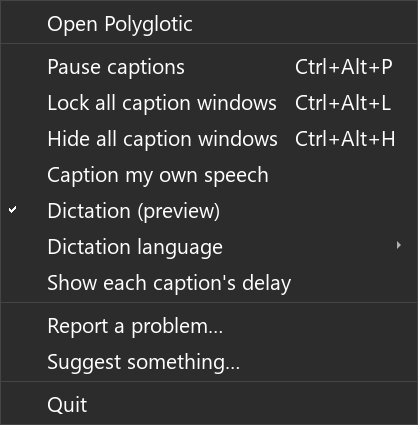 Open Polyglotic
Pause captions Ctrl+Alt+P
Lock all caption windows Ctrl+Alt+L
Hide all caption windows Ctrl+Alt+H
Caption my own speech
Dictation (preview)
Dictation language
Show each caption's delay
Report a problem...
Suggest something...
Quit